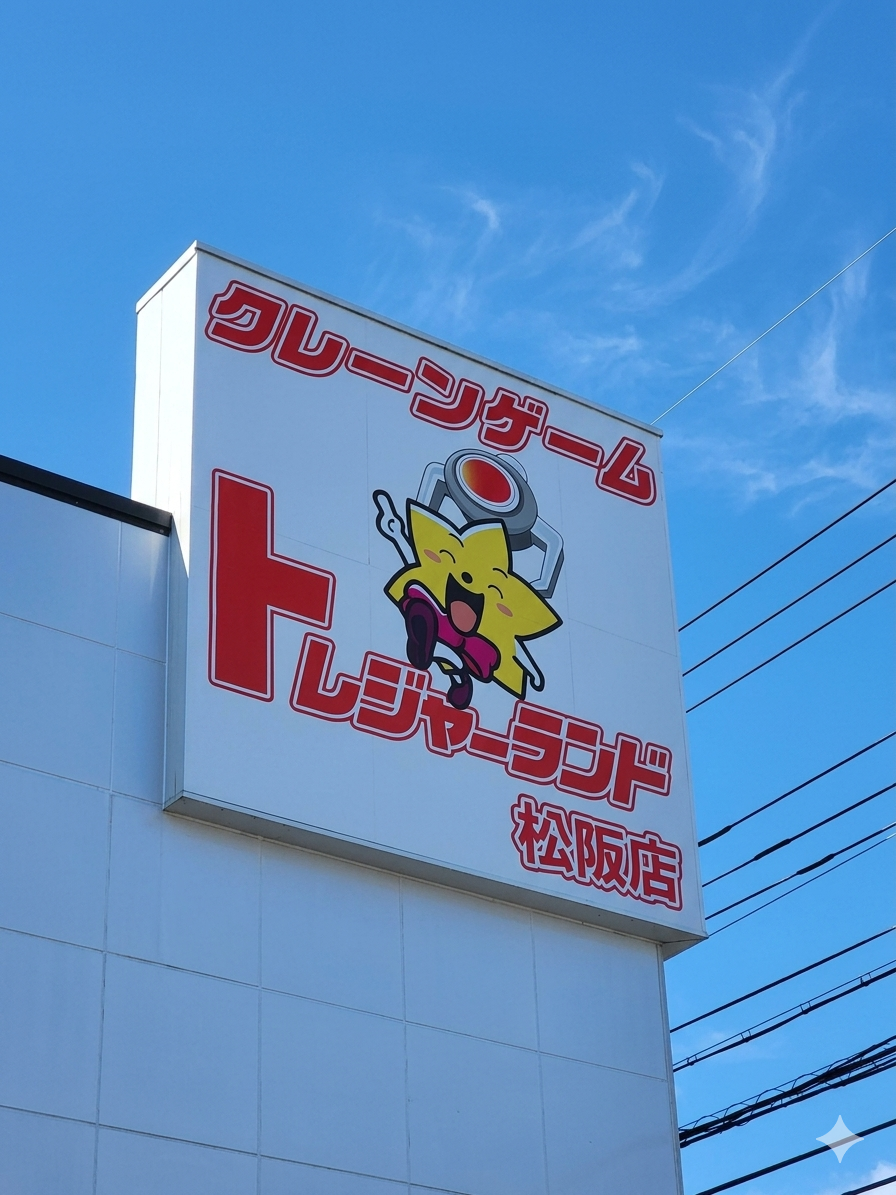 クレーンゲーム
トレジャーランド
松阪店